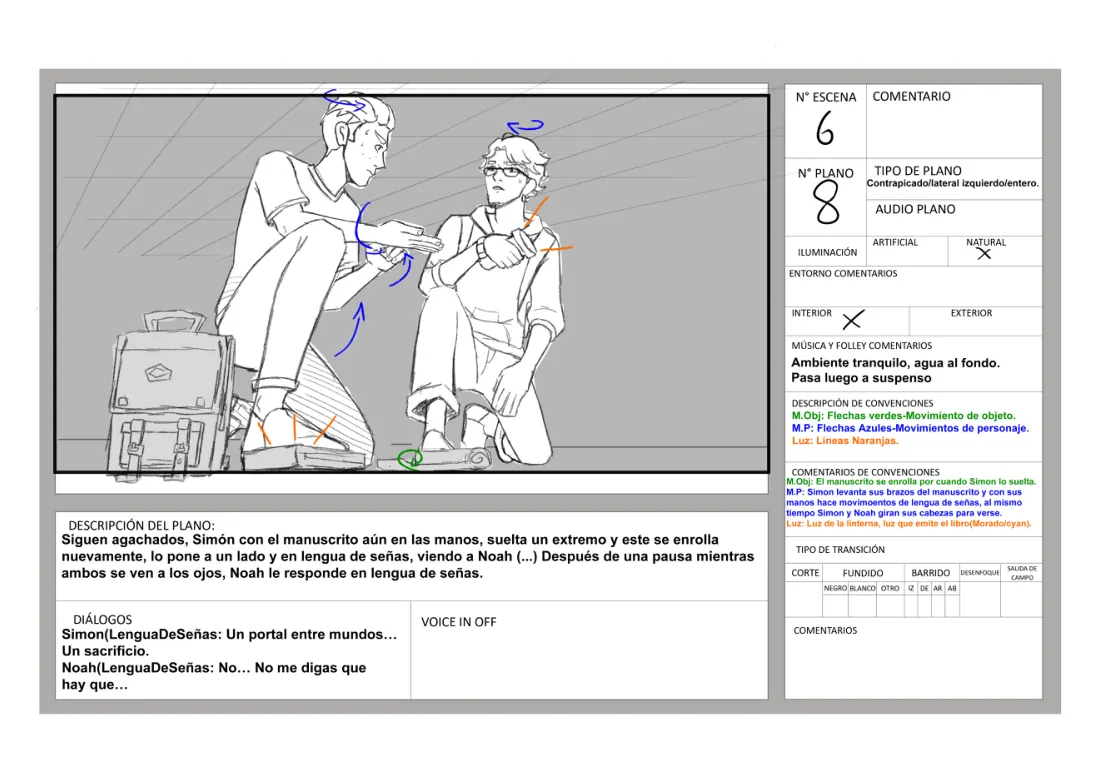 N° ESCENA
6
COMENTARIO
N° PLANO
8
TIPO DE PLANO
Contrapicado/lateral izquierdo/entero.
AUDIO PLANO
ILUMINACIÓN
ARTIFICIAL
NATURAL
X
ENTORNO COMENTARIOS
INTERIOR X
EXTERIOR
MÚSICA Y FOLLEY COMENTARIOS
Ambiente tranquilo, agua al fondo.
Pasa luego a suspenso
DESCRIPCIÓN DE CONVENCIONES
M.Obj: Flechas verdes-Movimiento de objeto.
M.P: Flechas Azules-Movimientos de personaje.
Luz: Lineas Naranjas.
COMENTARIOS DE CONVENCIONES
M.Obj: El manuscrito se enrolla por cuando Simon lo suelta.
M.P: Simon levanta sus brazos del manuscrito y con sus
manos hace movimoentos de lengua de señas, al mismo
tiempo Simon y Noah giran sus cabezas para verse.
Luz: Luz de la linterna, luz que emite el libro(Morado/cyan).
TIPO DE TRANSICIÓN
CORTE
FUNDIDO
BARRIDO
DESENFOQUE
SALIDA DE
CAMPO
NEGRO BLANCO OTRO IZ DE AR AB
COMENTARIOS
DESCRIPCIÓN DEL PLANO:
Siguen agachados, Simón con el manuscrito aún en las manos, suelta un extremo y este se enrolla
nuevamente, lo pone a un lado y en lengua de señas, viendo a Noah (...) Después de una pausa mientras
ambos se ven a los ojos, Noah le responde en lengua de señas.
DIÁLOGOS
Simon(LenguaDeSeñas: Un portal entre mundos…
Un sacrificio.
Noah(LenguaDeSeñas: No… No me digas que
hay que…
VOICE IN OFF